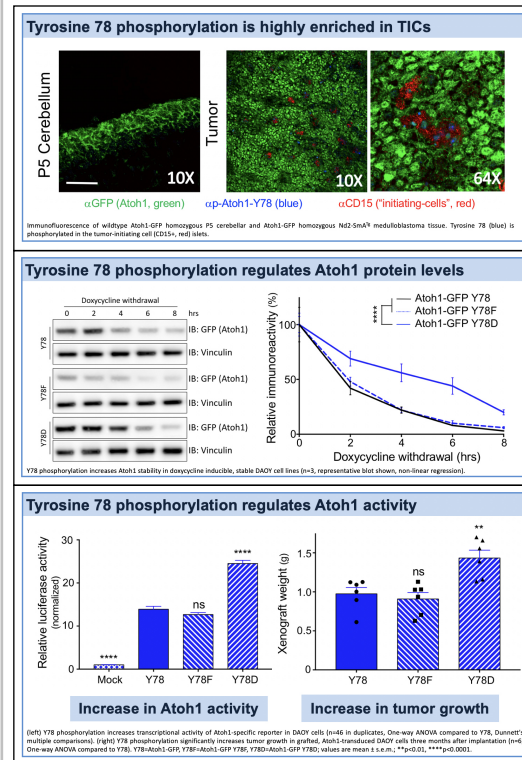 Tyrosine 78 phosphorylation is highly enriched in TICs
P5 Cerebellum
10X
Tumor
10X
64X
αGFP (Atoh1, green)
αp-Atoh1-Y78 (blue)
αCD15 ("initiating-cells", red)
Immunofluorescence of wildtype Atoh1-GFP homozygous P5 cerebellar and Atoh1-GFP homozygous Nd2-SmA1ᵗᵍ medulloblastoma tissue. Tyrosine 78 (blue) is
phosphorylated in the tumor-initiating cell (CD15+, red) islets.
Tyrosine 78 phosphorylation regulates Atoh1 protein levels
Doxycycline withdrawal
0 2 4 6 8 hrs
Y78
IB: GFP (Atoh1)
IB: Vinculin
Y78F
IB: GFP (Atoh1)
IB: Vinculin
Y78D
IB: GFP (Atoh1)
IB: Vinculin
Relative immunoreactivity (%)
100
50
0
0 2 4 6 8
Doxycycline withdrawal (hrs)
****
Atoh1-GFP Y78
Atoh1-GFP Y78F
Atoh1-GFP Y78D
Y78 phosphorylation increases Atoh1 stability in doxycycline inducible, stable DAOY cell lines (n=3, representative blot shown, non-linear regression).
Tyrosine 78 phosphorylation regulates Atoh1 activity
Relative luciferase activity
(normalized)
30
20
10
0
****
ns
****
Mock Y78 Y78F Y78D
Xenograft weight (g)
1.5
1.0
0.5
0
ns
**
Y78 Y78F Y78D
Increase in Atoh1 activity
Increase in tumor growth
(left) Y78 phosphorylation increases transcriptional activity of Atoh1-specific reporter in DAOY cells (n=46 in duplicates, One-way ANOVA compared to Y78, Dunnett's
multiple comparisons). (right) Y78 phosphorylation significantly increases tumor growth in grafted, Atoh1-transduced DAOY cells three months after implantation (n=6
One-way ANOVA compared to Y78). Y78=Atoh1-GFP, Y78F=Atoh1-GFP Y78F, Y78D=Atoh1-GFP Y78D; values are mean ± s.e.m.; **p<0.01, ****p<0.0001.